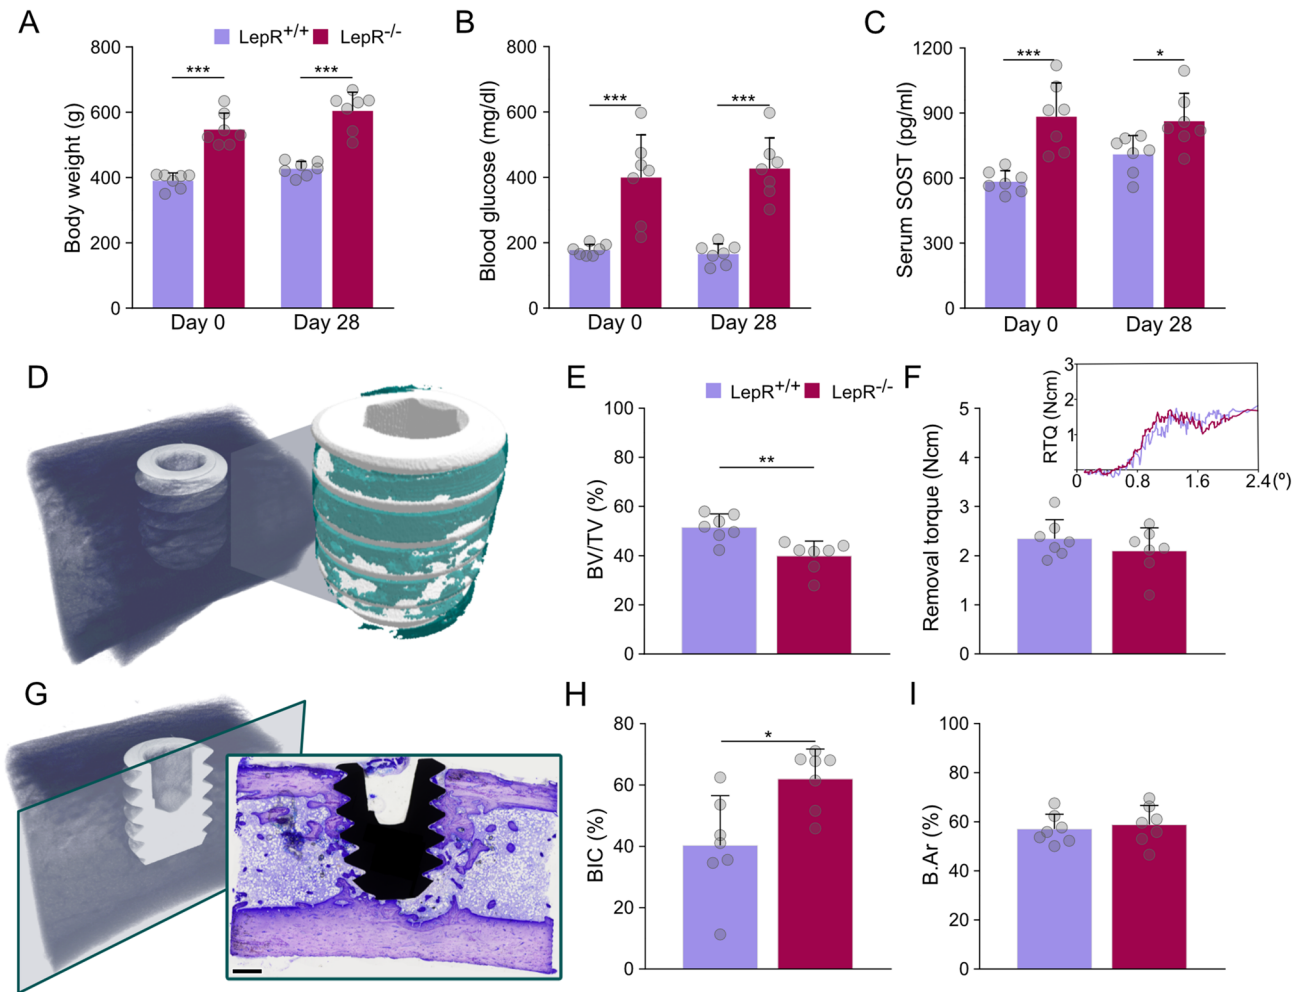 A
LepR+/+ LepR-/-
Body weight (g)
800
600
400
200
0
*** ***
Day 0 Day 28
B
Blood glucose (mg/dl)
800
600
400
200
0
*** ***
Day 0 Day 28
C
Serum SOST (pg/ml)
1200
900
600
300
0
*** *
Day 0 Day 28
D
E
LepR+/+ LepR-/-
BV/TV (%)
100
80
60
40
20
0
**
F
Removal torque (Ncm)
5
4
3
2
1
0
RTQ (Ncm)
3
2
1
0 0.8 1.6 2.4 (º)
G
H
BIC (%)
80
60
40
20
0
*
I
B.Ar (%)
100
80
60
40
20
0